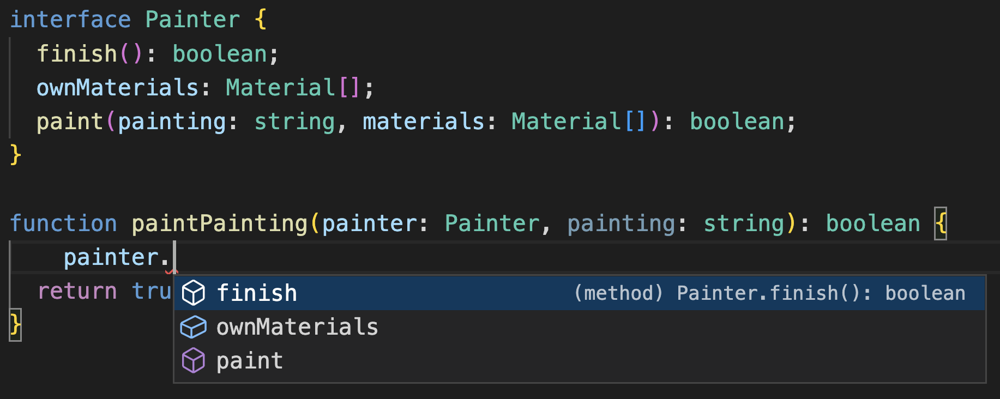 interface Painter {
finish(): boolean;
ownMaterials: Material[];
paint(painting: string, materials: Material[]): boolean;
}
function paintPainting(painter: Painter, painting: string): boolean {
painter.
return tru
finish (method) Painter.finish(): boolean
}
ownMaterials
paint